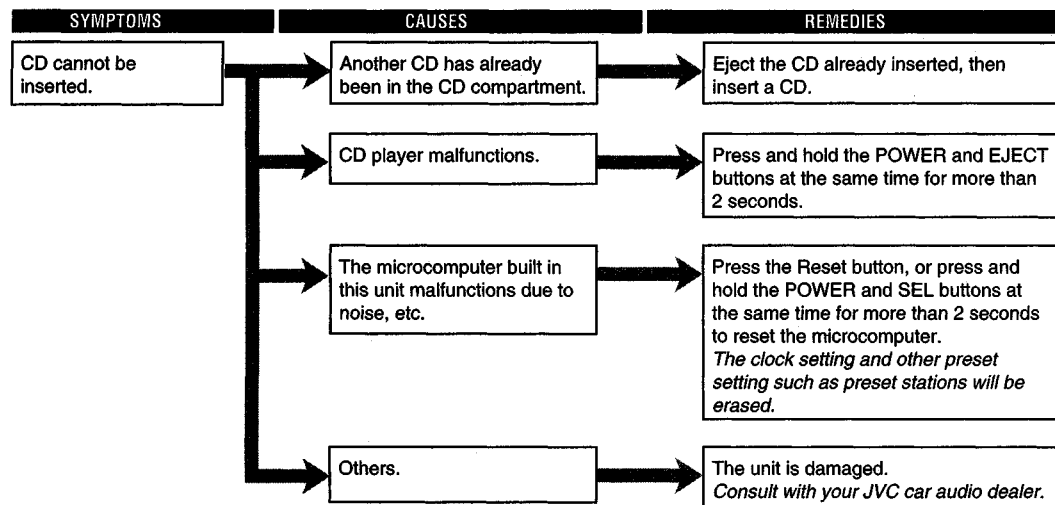 SYMPTOMS
CAUSES
REMEDIES
CD cannot be
inserted.
Another CD has already
been in the CD compartment.
Eject the CD already inserted, then
insert a CD.
CD player malfunctions.
Press and hold the POWER and EJECT
buttons at the same time for more than
2 seconds.
The microcomputer built in
this unit malfunctions due to
noise, etc.
Press the Reset button, or press and
hold the POWER and SEL buttons at
the same time for more than 2 seconds
to reset the microcomputer.
The clock setting and other preset
setting such as preset stations will be
erased.
Others.
The unit is damaged.
Consult with your JVC car audio dealer.